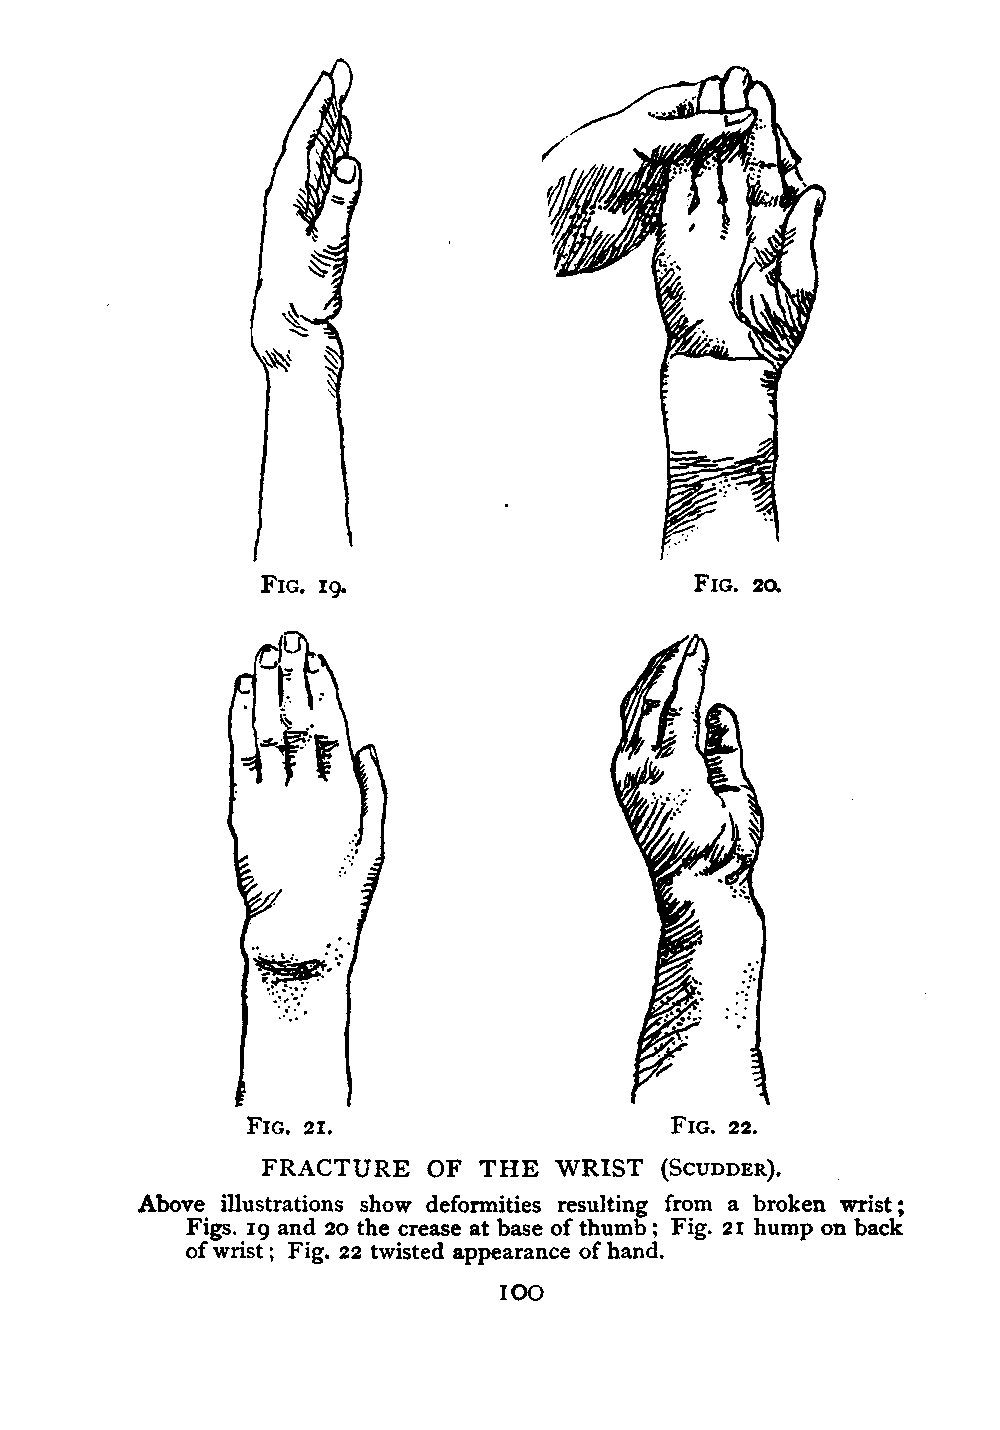 Fig. 19.
Fig. 20.
Fig. 21.
Fig. 22.
FRACTURE OF THE WRIST (Scudder).
Above illustrations show deformities resulting from a broken wrist;
Figs. 19 and 20 the crease at base of thumb; Fig. 21 hump on back
of wrist; Fig. 22 twisted appearance of hand.
100